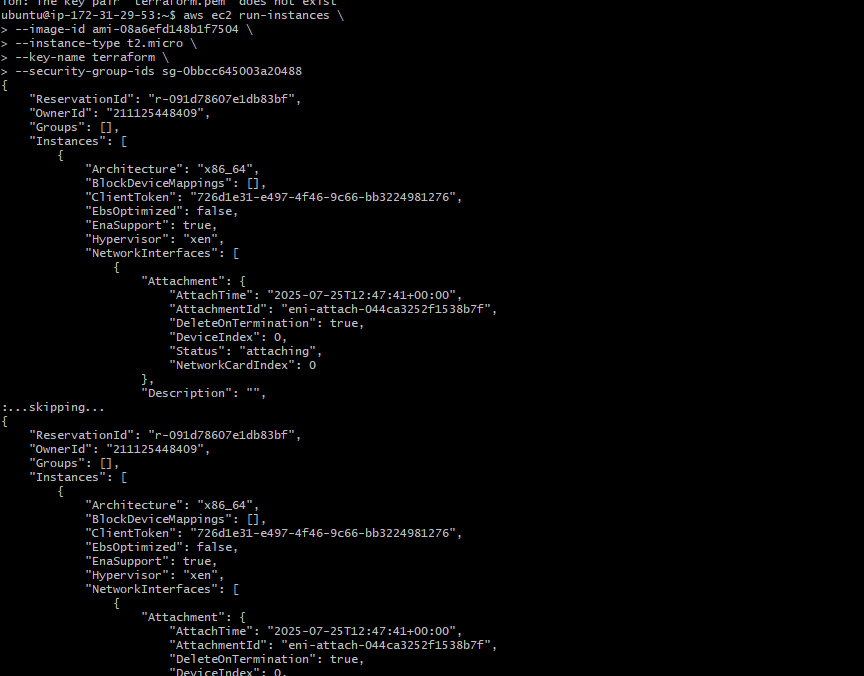 ion: The key pair 'terraform.pem' does not exist
ubuntu@ip-172-31-29-53:~$ aws ec2 run-instances \
> --image-id ami-08a6efd148b1f7504 \
> --instance-type t2.micro \
> --key-name terraform \
> --security-group-ids sg-0bbcc645003a20488
{
    "ReservationId": "r-091d78607e1db83bf",
    "OwnerId": "211125448409",
    "Groups": [],
    "Instances": [
        {
            "Architecture": "x86_64",
            "BlockDeviceMappings": [],
            "ClientToken": "726d1e31-e497-4f46-9c66-bb3224981276",
            "EbsOptimized": false,
            "EnaSupport": true,
            "Hypervisor": "xen",
            "NetworkInterfaces": [
                {
                    "Attachment": {
                        "AttachTime": "2025-07-25T12:47:41+00:00",
                        "AttachmentId": "eni-attach-044ca3252f1538b7f",
                        "DeleteOnTermination": true,
                        "DeviceIndex": 0,
                        "Status": "attaching",
                        "NetworkCardIndex": 0
                    },
                    "Description": "",
:...skipping...
{
    "ReservationId": "r-091d78607e1db83bf",
    "OwnerId": "211125448409",
    "Groups": [],
    "Instances": [
        {
            "Architecture": "x86_64",
            "BlockDeviceMappings": [],
            "ClientToken": "726d1e31-e497-4f46-9c66-bb3224981276",
            "EbsOptimized": false,
            "EnaSupport": true,
            "Hypervisor": "xen",
            "NetworkInterfaces": [
                {
                    "Attachment": {
                        "AttachTime": "2025-07-25T12:47:41+00:00",
                        "AttachmentId": "eni-attach-044ca3252f1538b7f",
                        "DeleteOnTermination": true,
                        "DeviceIndex": 0,